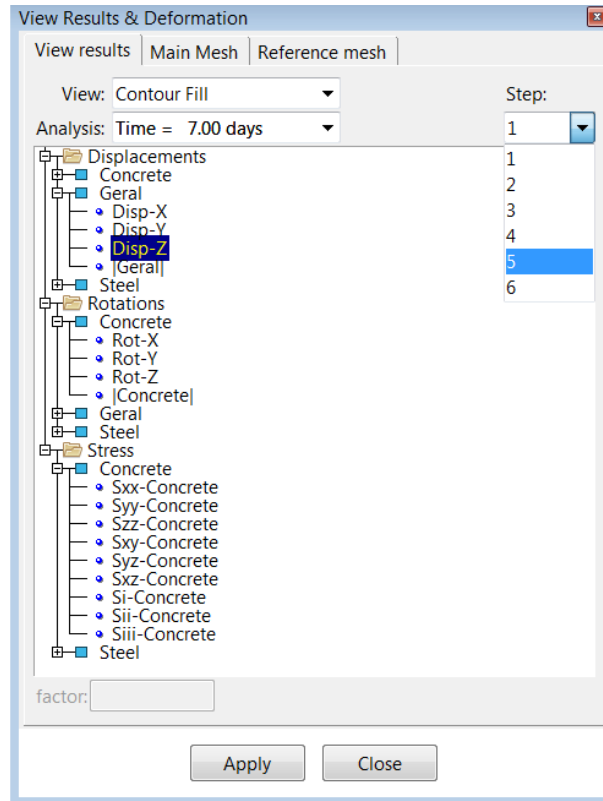 View Results & Deformation
View results Main Mesh Reference mesh
View: Contour Fill Step:
Analysis: Time = 7.00 days 1
1
2
3
4
5
6
Displacements
Concrete
Geral
Disp-X
Disp-Y
Disp-Z
|Geral|
Steel
Rotations
Concrete
Rot-X
Rot-Y
Rot-Z
|Concrete|
Geral
Steel
Stress
Concrete
Sxx-Concrete
Syy-Concrete
Szz-Concrete
Sxy-Concrete
Syz-Concrete
Sxz-Concrete
Si-Concrete
Sii-Concrete
Siii-Concrete
Steel
factor:
Apply Close